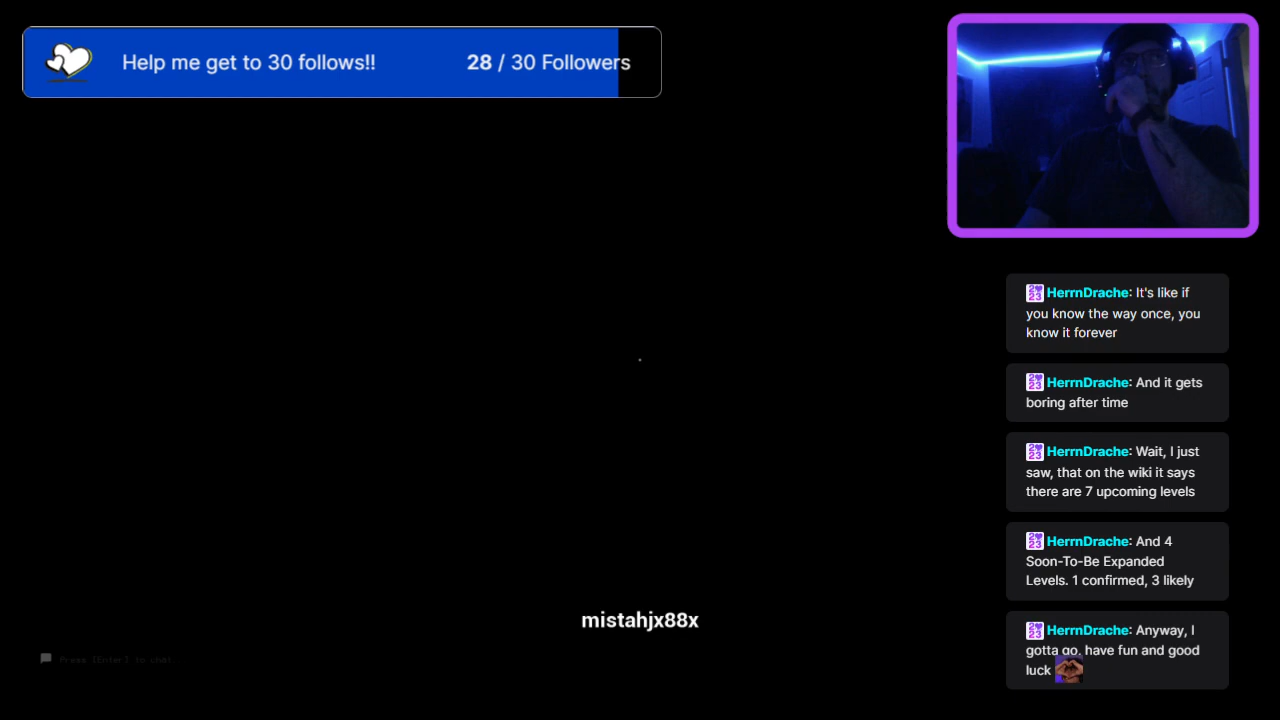 Help me get to 30 follows!!
28 / 30 Followers
HerrnDrache: It's like if
you know the way once, you
know it forever
HerrnDrache: And it gets
boring after time
HerrnDrache: Wait, I just
saw, that on the wiki it says
there are 7 upcoming levels
HerrnDrache: And 4
Soon-To-Be Expanded
Levels. 1 confirmed, 3 likely
HerrnDrache: Anyway, I
gotta go, have fun and good
luck
mistahjx88x
Press [Enter] to chat.